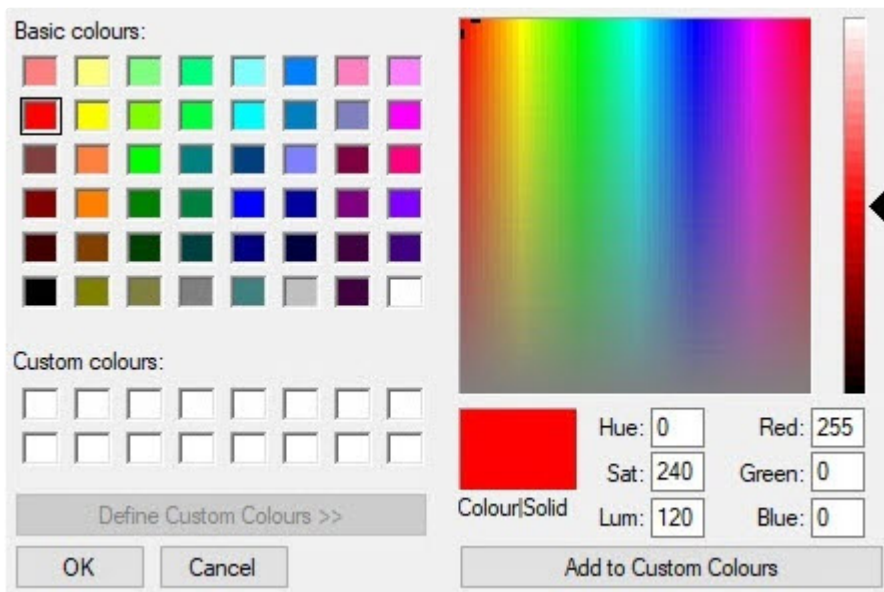 Basic colours:
Custom colours:
Define Custom Colours >>
OK Cancel
Colour|Solid
Hue: 0 Red: 255
Sat: 240 Green: 0
Lum: 120 Blue: 0
Add to Custom Colours